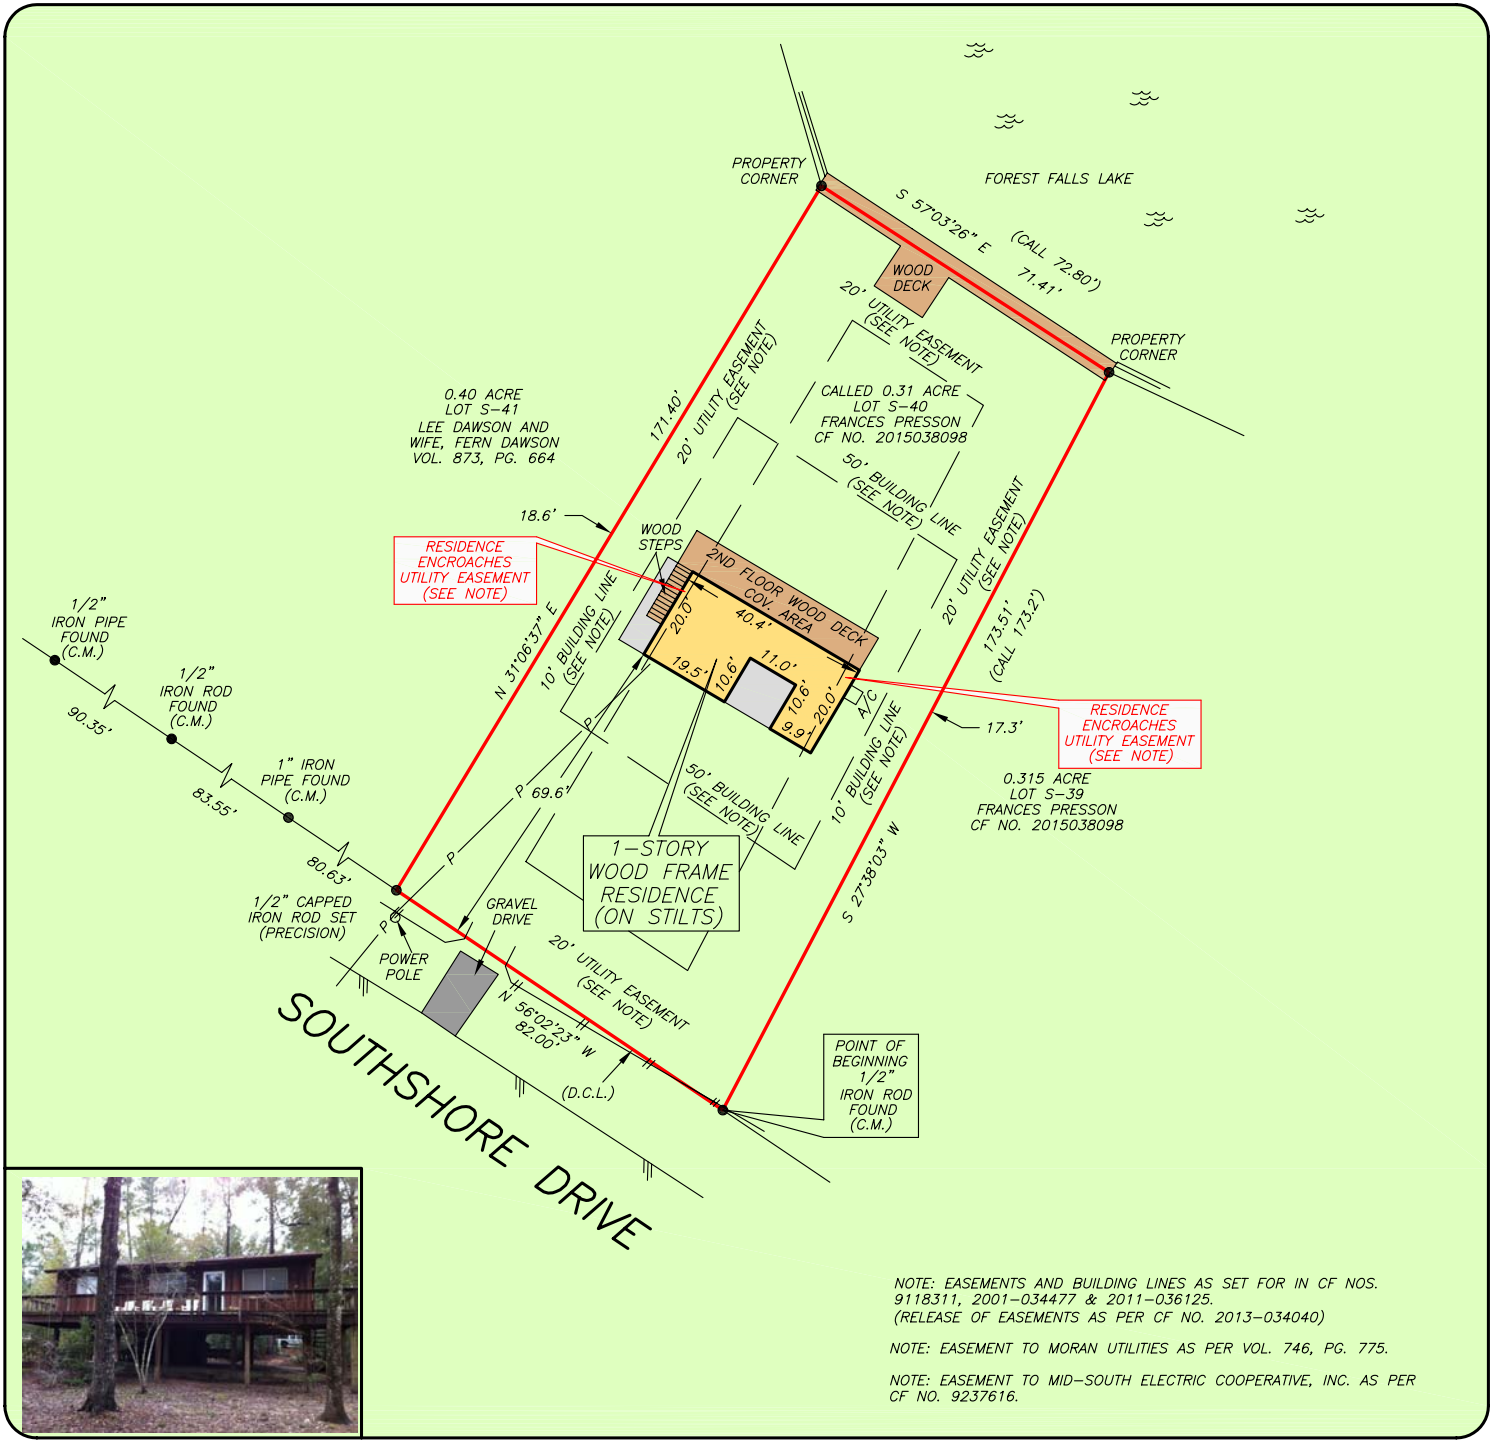 PROPERTY
CORNER
FOREST FALLS LAKE
S 57°03'26" E
(CALL 72.80')
71.41'
WOOD
DECK
20' UTILITY EASEMENT
(SEE NOTE)
PROPERTY
CORNER
0.40 ACRE
LOT S-41
LEE DAWSON AND
WIFE, FERN DAWSON
VOL. 873, PG. 664
171.40'
20' UTILITY EASEMENT
(SEE NOTE)
CALLED 0.31 ACRE
LOT S-40
FRANCES PRESSON
CF NO. 2015038098
50' BUILDING LINE
(SEE NOTE)
18.6'
WOOD
STEPS
RESIDENCE
ENCROACHES
UTILITY EASEMENT
(SEE NOTE)
2ND FLOOR WOOD DECK
COV. AREA
20' UTILITY EASEMENT
(SEE NOTE)
173.51'
(CALL 173.2')
N 31°06'37" E
10' BUILDING LINE
(SEE NOTE)
20.0'
40.4'
19.5'
10.6'
11.0'
10.6'
9.9'
20.0'
A/C
RESIDENCE
ENCROACHES
UTILITY EASEMENT
(SEE NOTE)
17.3'
10' BUILDING LINE
(SEE NOTE)
0.315 ACRE
LOT S-39
FRANCES PRESSON
CF NO. 2015038098
1/2"
IRON PIPE
FOUND
(C.M.)
90.35'
1/2"
IRON ROD
FOUND
(C.M.)
83.55'
1" IRON
PIPE FOUND
(C.M.)
80.63'
P
P
P
P
69.6'
50' BUILDING LINE
(SEE NOTE)
1-STORY
WOOD FRAME
RESIDENCE
(ON STILTS)
S 27°38'03" W
1/2" CAPPED
IRON ROD SET
(PRECISION)
POWER
POLE
GRAVEL
DRIVE
20' UTILITY EASEMENT
(SEE NOTE)
N 56°02'23" W
82.00'
(D.C.L.)
POINT OF
BEGINNING
1/2"
IRON ROD
FOUND
(C.M.)
SOUTHSHORE DRIVE
NOTE: EASEMENTS AND BUILDING LINES AS SET FOR IN CF NOS.
9118311, 2001-034477 & 2011-036125.
(RELEASE OF EASEMENTS AS PER CF NO. 2013-034040)
NOTE: EASEMENT TO MORAN UTILITIES AS PER VOL. 746, PG. 775.
NOTE: EASEMENT TO MID-SOUTH ELECTRIC COOPERATIVE, INC. AS PER
CF NO. 9237616.